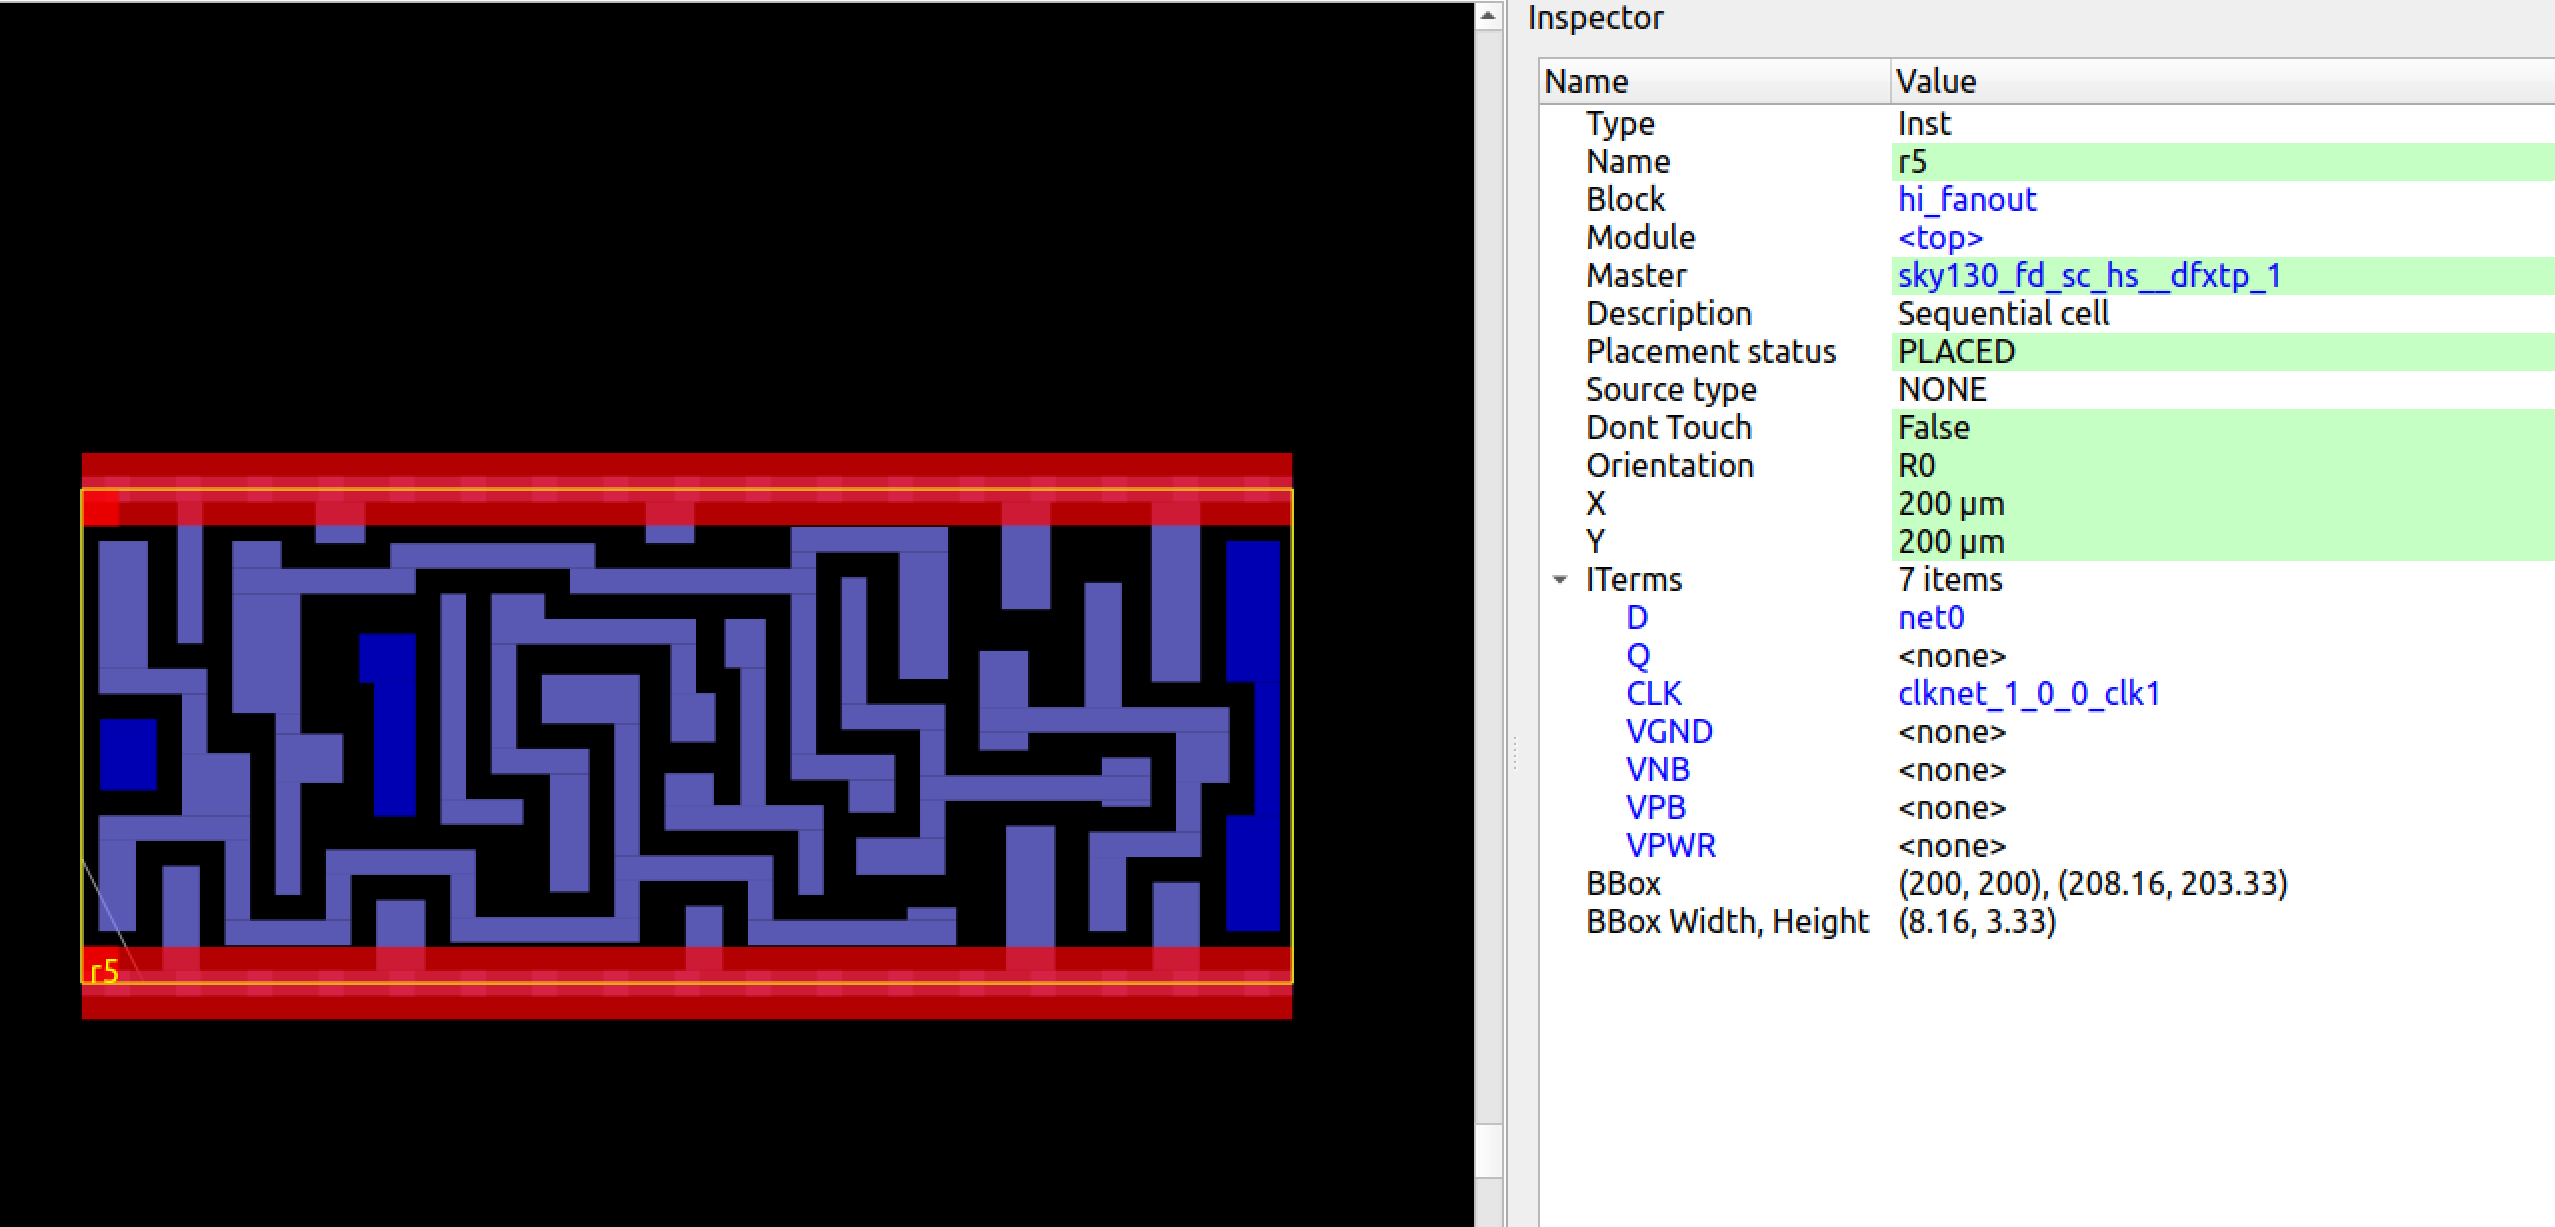 Inspector
Name Value
Type Inst
Name r5
Block hi_fanout
Module <top>
Master sky130_fd_sc_hs__dfxtp_1
Description Sequential cell
Placement status PLACED
Source type NONE
Dont Touch False
Orientation R0
X 200 µm
Y 200 µm
ITerms 7 items
D net0
Q <none>
CLK clknet_1_0_0_clk1
VGND <none>
VNB <none>
VPB <none>
VPWR <none>
BBox (200, 200), (208.16, 203.33)
BBox Width, Height (8.16, 3.33)
r5